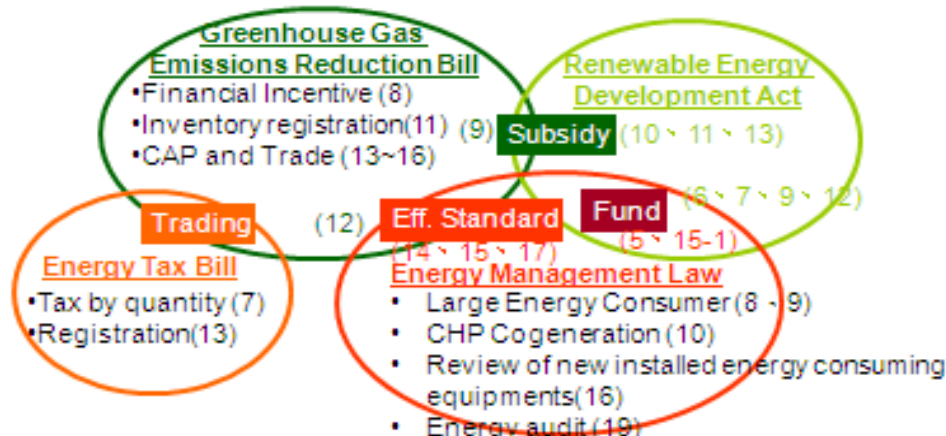 Greenhouse Gas
Emissions Reduction Bill
•Financial Incentive (8)
•Inventory registration(11) (9)
•CAP and Trade (13~16)
Renewable Energy
Development Act
Subsidy (10、11、13)
Fund (6、7、9、12)
(5、15-1)
Trading (12) Eff. Standard
(14、15、17)
Energy Tax Bill
•Tax by quantity (7)
•Registration(13)
Energy Management Law
• Large Energy Consumer (8、9)
• CHP Cogeneration (10)
• Review of new installed energy consuming
equipments(16)
• Energy audit (19)